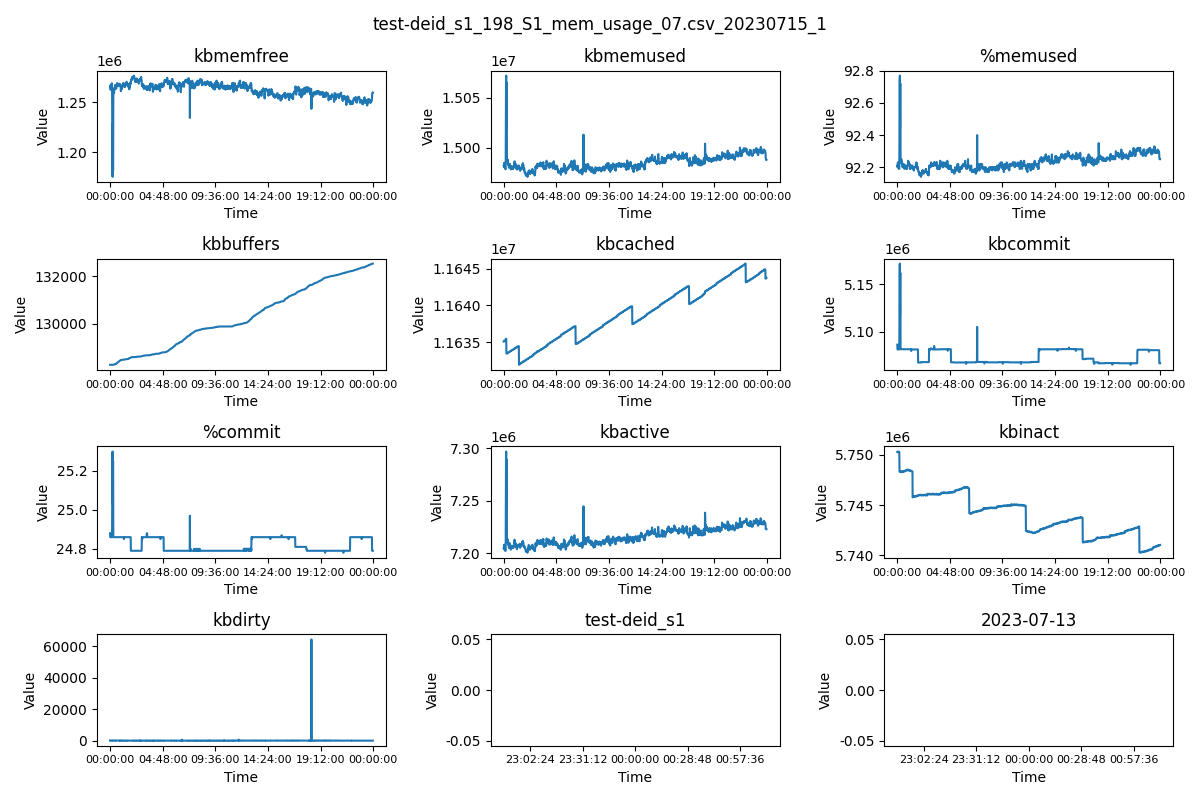 test-deid_s1_198_S1_mem_usage_07.csv_20230715_1
kbmemfree
1e6
1.25
1.20
Value
00:00:00 04:48:00 09:36:00 14:24:00 19:12:00 00:00:00
Time
kbmemused
1e7
1.505
1.500
Value
00:00:00 04:48:00 09:36:00 14:24:00 19:12:00 00:00:00
Time
%memused
92.8
92.6
92.4
92.2
Value
00:00:00 04:48:00 09:36:00 14:24:00 19:12:00 00:00:00
Time
kbbuffers
132000
130000
Value
00:00:00 04:48:00 09:36:00 14:24:00 19:12:00 00:00:00
Time
kbcached
1e7
1.1645
1.1640
1.1635
Value
00:00:00 04:48:00 09:36:00 14:24:00 19:12:00 00:00:00
Time
kbcommit
1e6
5.15
5.10
Value
00:00:00 04:48:00 09:36:00 14:24:00 19:12:00 00:00:00
Time
%commit
25.2
25.0
24.8
Value
00:00:00 04:48:00 09:36:00 14:24:00 19:12:00 00:00:00
Time
kbactive
1e6
7.30
7.25
7.20
Value
00:00:00 04:48:00 09:36:00 14:24:00 19:12:00 00:00:00
Time
kbinact
1e6
5.750
5.745
5.740
Value
00:00:00 04:48:00 09:36:00 14:24:00 19:12:00 00:00:00
Time
kbdirty
60000
40000
20000
0
Value
00:00:00 04:48:00 09:36:00 14:24:00 19:12:00 00:00:00
Time
test-deid_s1
0.05
0.00
-0.05
Value
23:02:24 23:31:12 00:00:00 00:28:48 00:57:36
Time
2023-07-13
0.05
0.00
-0.05
Value
23:02:24 23:31:12 00:00:00 00:28:48 00:57:36
Time